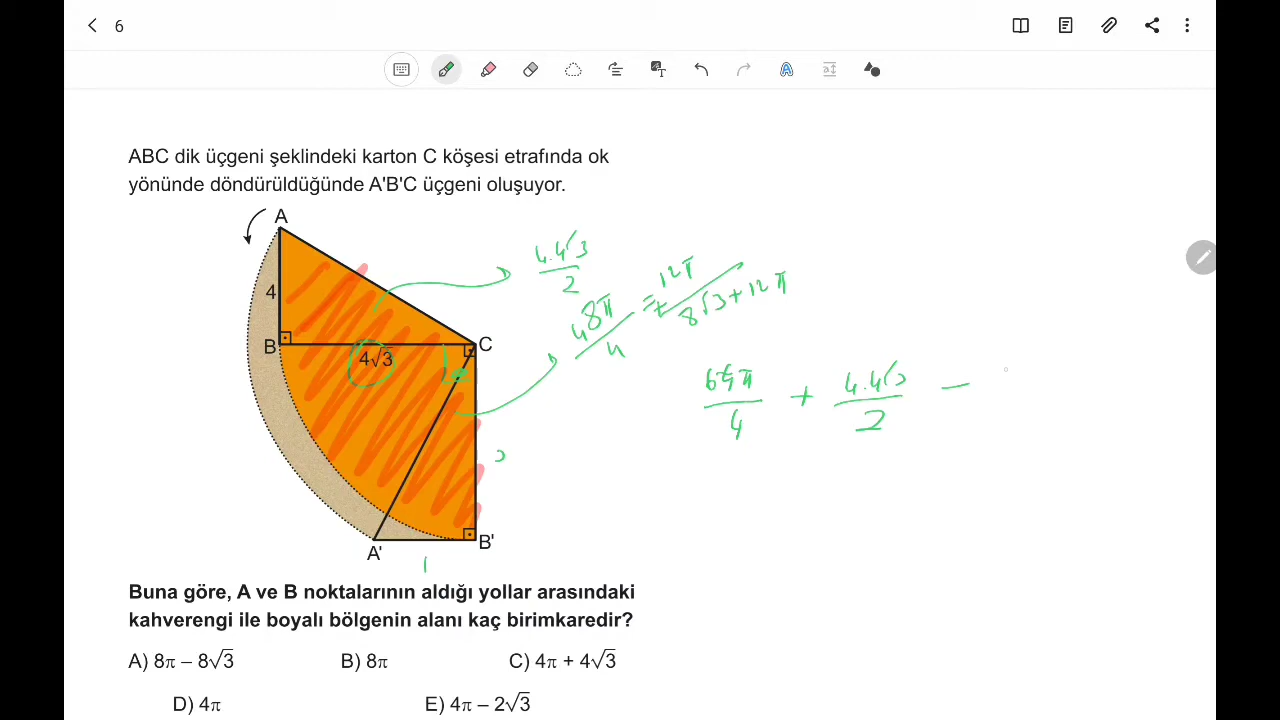 6
ABC dik üçgeni şeklindeki karton C köşesi etrafında ok
yönünde döndürüldüğünde A'B'C üçgeni oluşuyor.
A
4
B
4√3
C
A'
B'
4.4√3
2
48π
4
=
12π
8√3+12π
π
4
+
4.4√3
2
−
Buna göre, A ve B noktalarının aldığı yollar arasındaki
kahverengi ile boyalı bölgenin alanı kaç birimkaredir?
A) 8π – 8√3
B) 8π
C) 4π + 4√3
D) 4π
E) 4π – 2√3